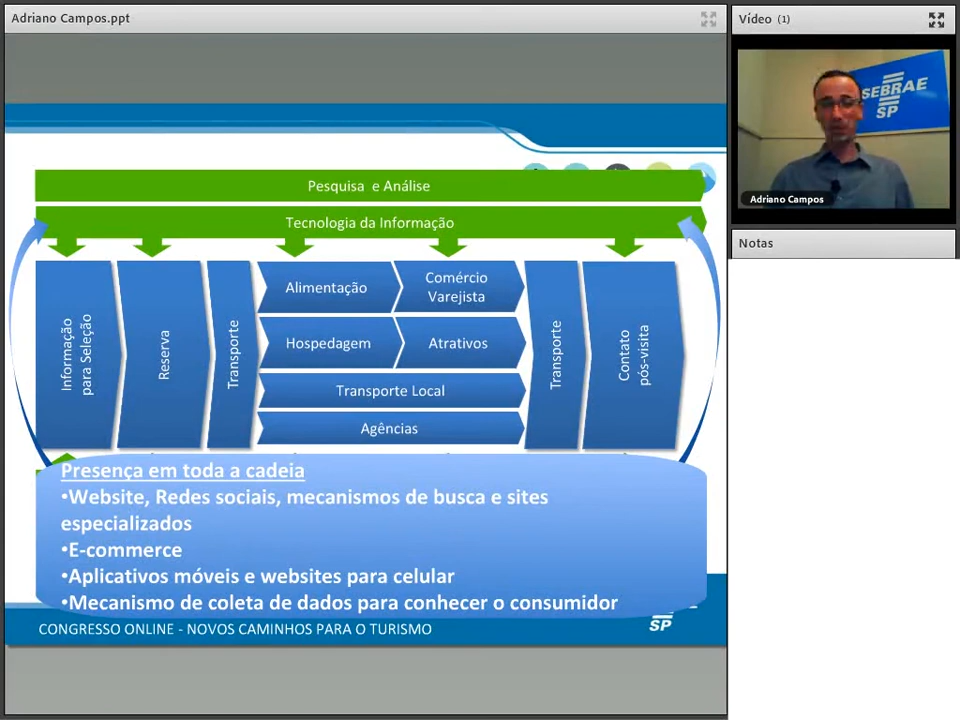 Adriano Campos.ppt
Vídeo (1)
SEBRAE
SP
Adriano Campos
Notas
Pesquisa e Análise
Tecnologia da Informação
Informação
para Seleção
Reserva
Transporte
Alimentação
Comércio
Varejista
Hospedagem
Atrativos
Transporte Local
Agências
Transporte
Contato
pós-visita
Presença em toda a cadeia
•Website, Redes sociais, mecanismos de busca e sites
especializados
•E-commerce
•Aplicativos móveis e websites para celular
•Mecanismo de coleta de dados para conhecer o consumidor
CONGRESSO ONLINE - NOVOS CAMINHOS PARA O TURISMO
SP